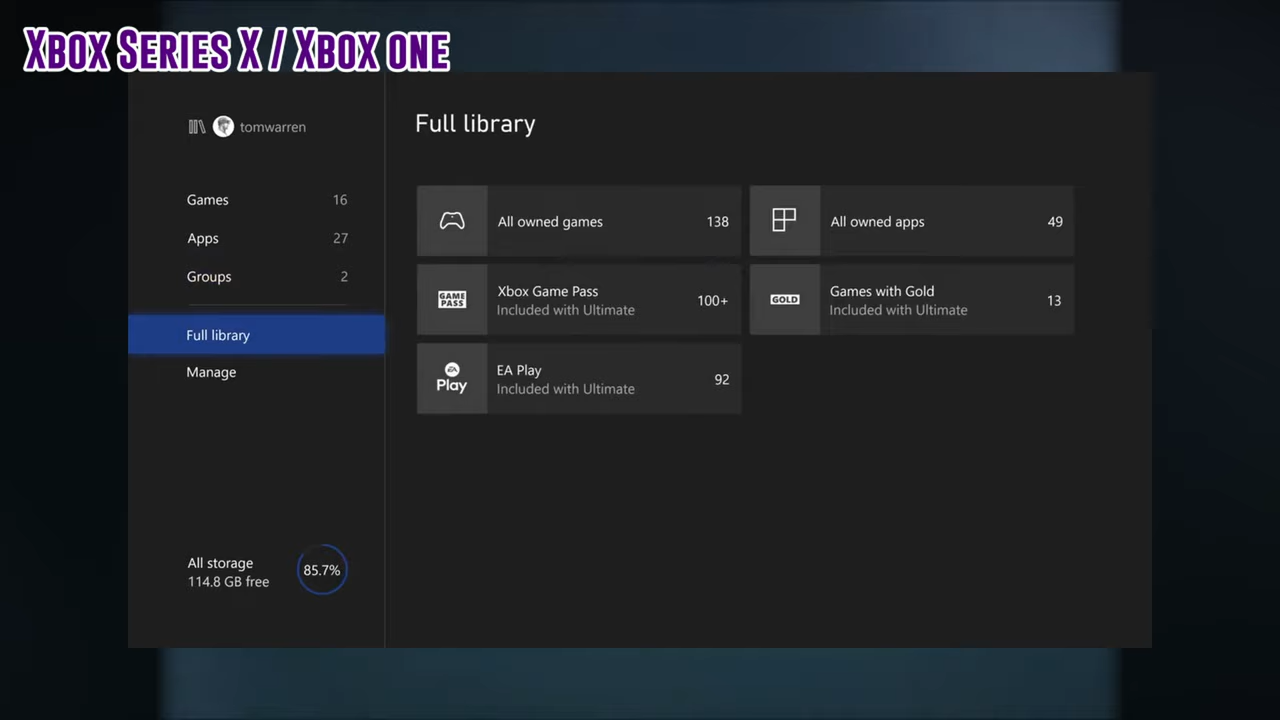 Xbox Series X / Xbox one
tomwarren
Full library
Games 16
Apps 27
Groups 2
Full library
Manage
All owned games 138
All owned apps 49
GAME PASS
Xbox Game Pass
Included with Ultimate
100+
GOLD
Games with Gold
Included with Ultimate
13
EA Play
EA Play
Included with Ultimate
92
All storage
114.8 GB free
85.7%